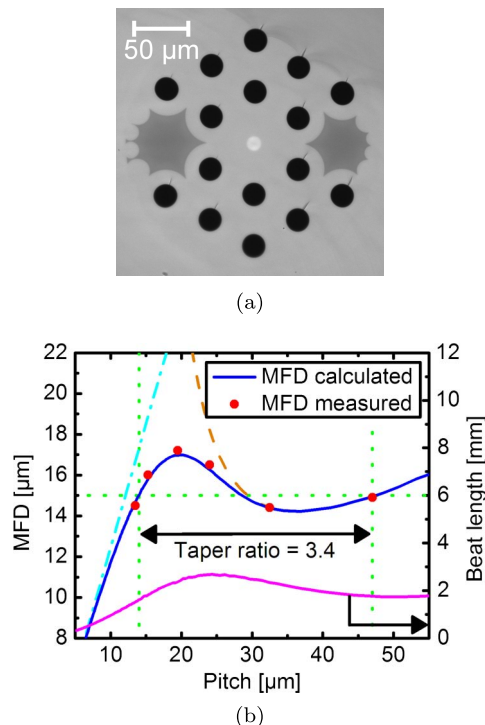 50 µm
(a)
MFD calculated
MFD measured
Taper ratio = 3.4
MFD [µm]
22
20
18
16
14
12
10
8
Beat length [mm]
12
10
8
6
4
2
0
10 20 30 40 50
Pitch [µm]
(b)